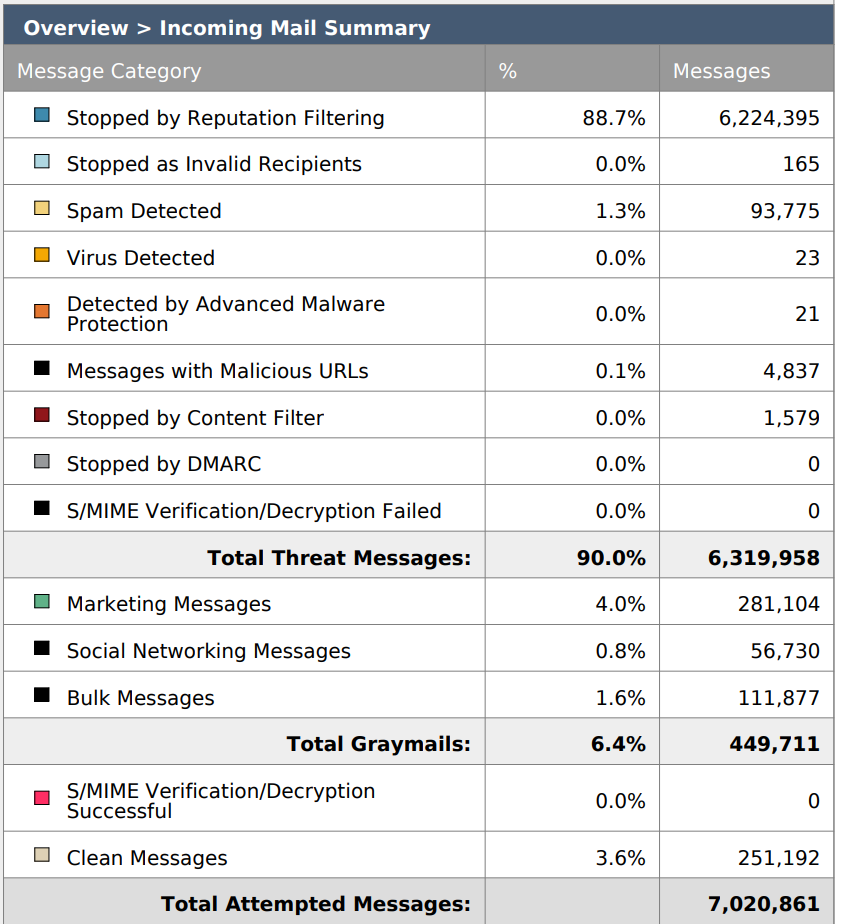 Overview > Incoming Mail Summary
Message Category % Messages
Stopped by Reputation Filtering 88.7% 6,224,395
Stopped as Invalid Recipients 0.0% 165
Spam Detected 1.3% 93,775
Virus Detected 0.0% 23
Detected by Advanced Malware
Protection 0.0% 21
Messages with Malicious URLs 0.1% 4,837
Stopped by Content Filter 0.0% 1,579
Stopped by DMARC 0.0% 0
S/MIME Verification/Decryption Failed 0.0% 0
Total Threat Messages: 90.0% 6,319,958
Marketing Messages 4.0% 281,104
Social Networking Messages 0.8% 56,730
Bulk Messages 1.6% 111,877
Total Graymails: 6.4% 449,711
S/MIME Verification/Decryption
Successful 0.0% 0
Clean Messages 3.6% 251,192
Total Attempted Messages: 7,020,861